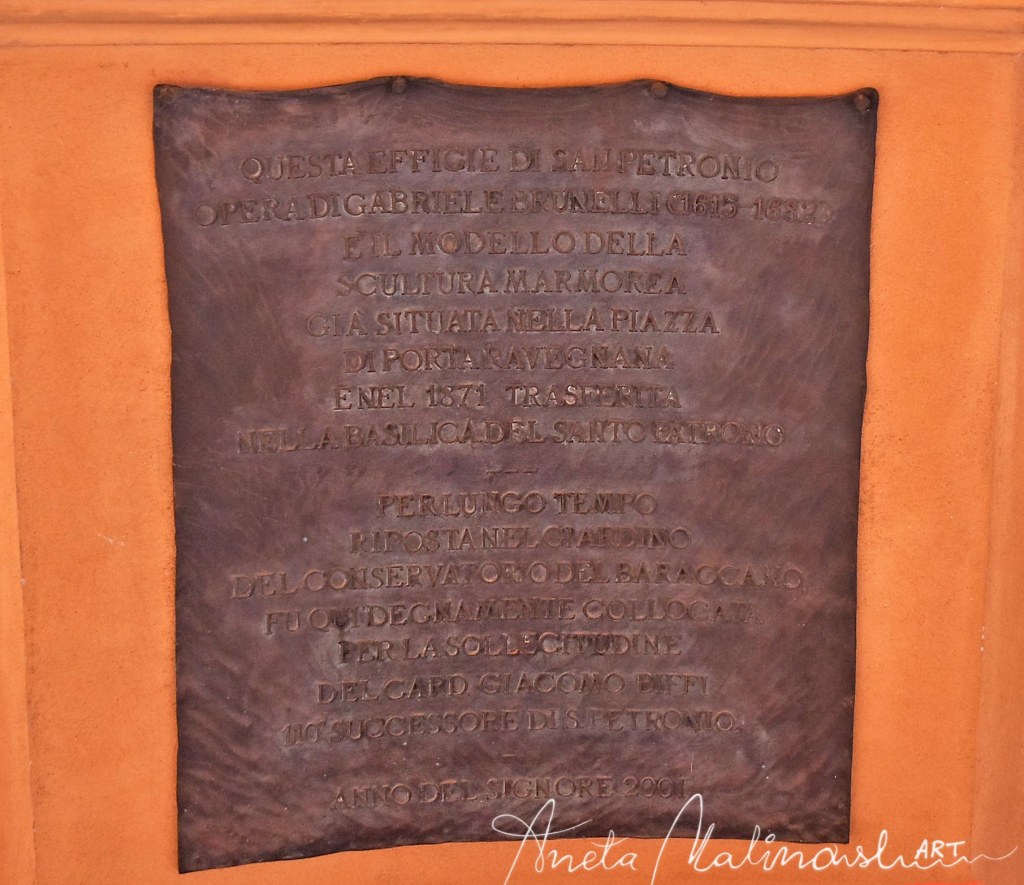 QUESTA EFFIGIE DI SAN PETRONIO
OPERA DI GABRIELE BRUNELLI (1615-1682)
E IL MODELLO DELLA
SCULTURA MARMOREA
GIA SITUATA NELLA PIAZZA
DI PORTA RAVEGNANA
E NEL 1871 TRASFERITA
NELLA BASILICA DEL SANTO PATRONO
PER LUNGO TEMPO
RIPOSTA NEL GIARDINO
DEL CONSERVATORIO DEL BARACCANO
FU QUI DEGNAMENTE COLLOCATA
PER LA SOLLECITUDINE
DEL CARD. GIACOMO BIFFI
110° SUCCESSORE DI S. PETRONIO
ANNO DEL SIGNORE 2001
Aneta ART